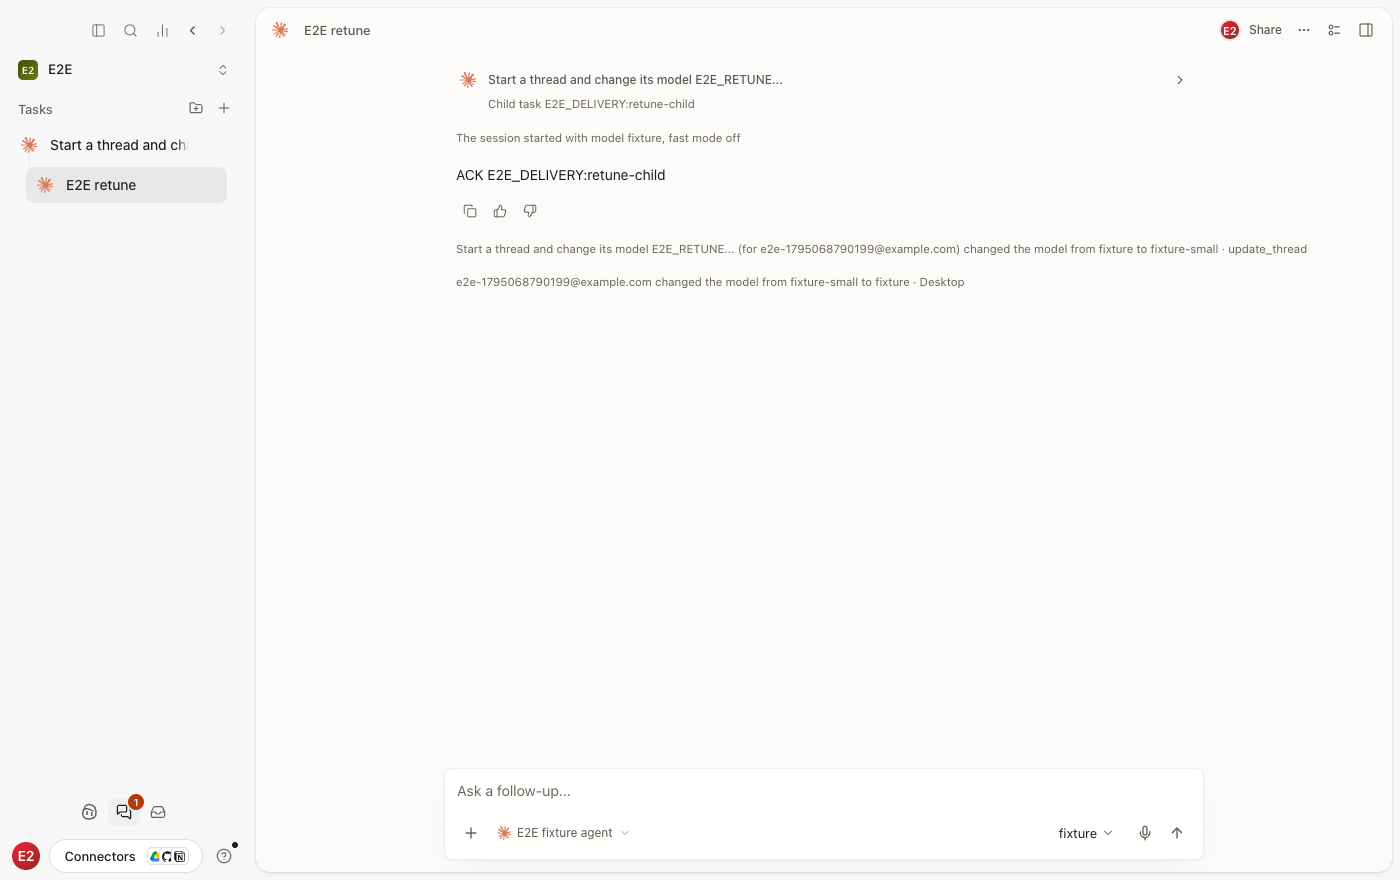 E2E retune
E2 Share
E2 E2E
Start a thread and change its model E2E_RETUNE...
Child task E2E_DELIVERY:retune-child
Tasks
The session started with model fixture, fast mode off
Start a thread and ch
ACK E2E_DELIVERY:retune-child
E2E retune
Start a thread and change its model E2E_RETUNE... (for e2e-1795068790199@example.com) changed the model from fixture to fixture-small · update_thread
e2e-1795068790199@example.com changed the model from fixture-small to fixture · Desktop
Ask a follow-up...
1
E2E fixture agent
fixture
E2 Connectors